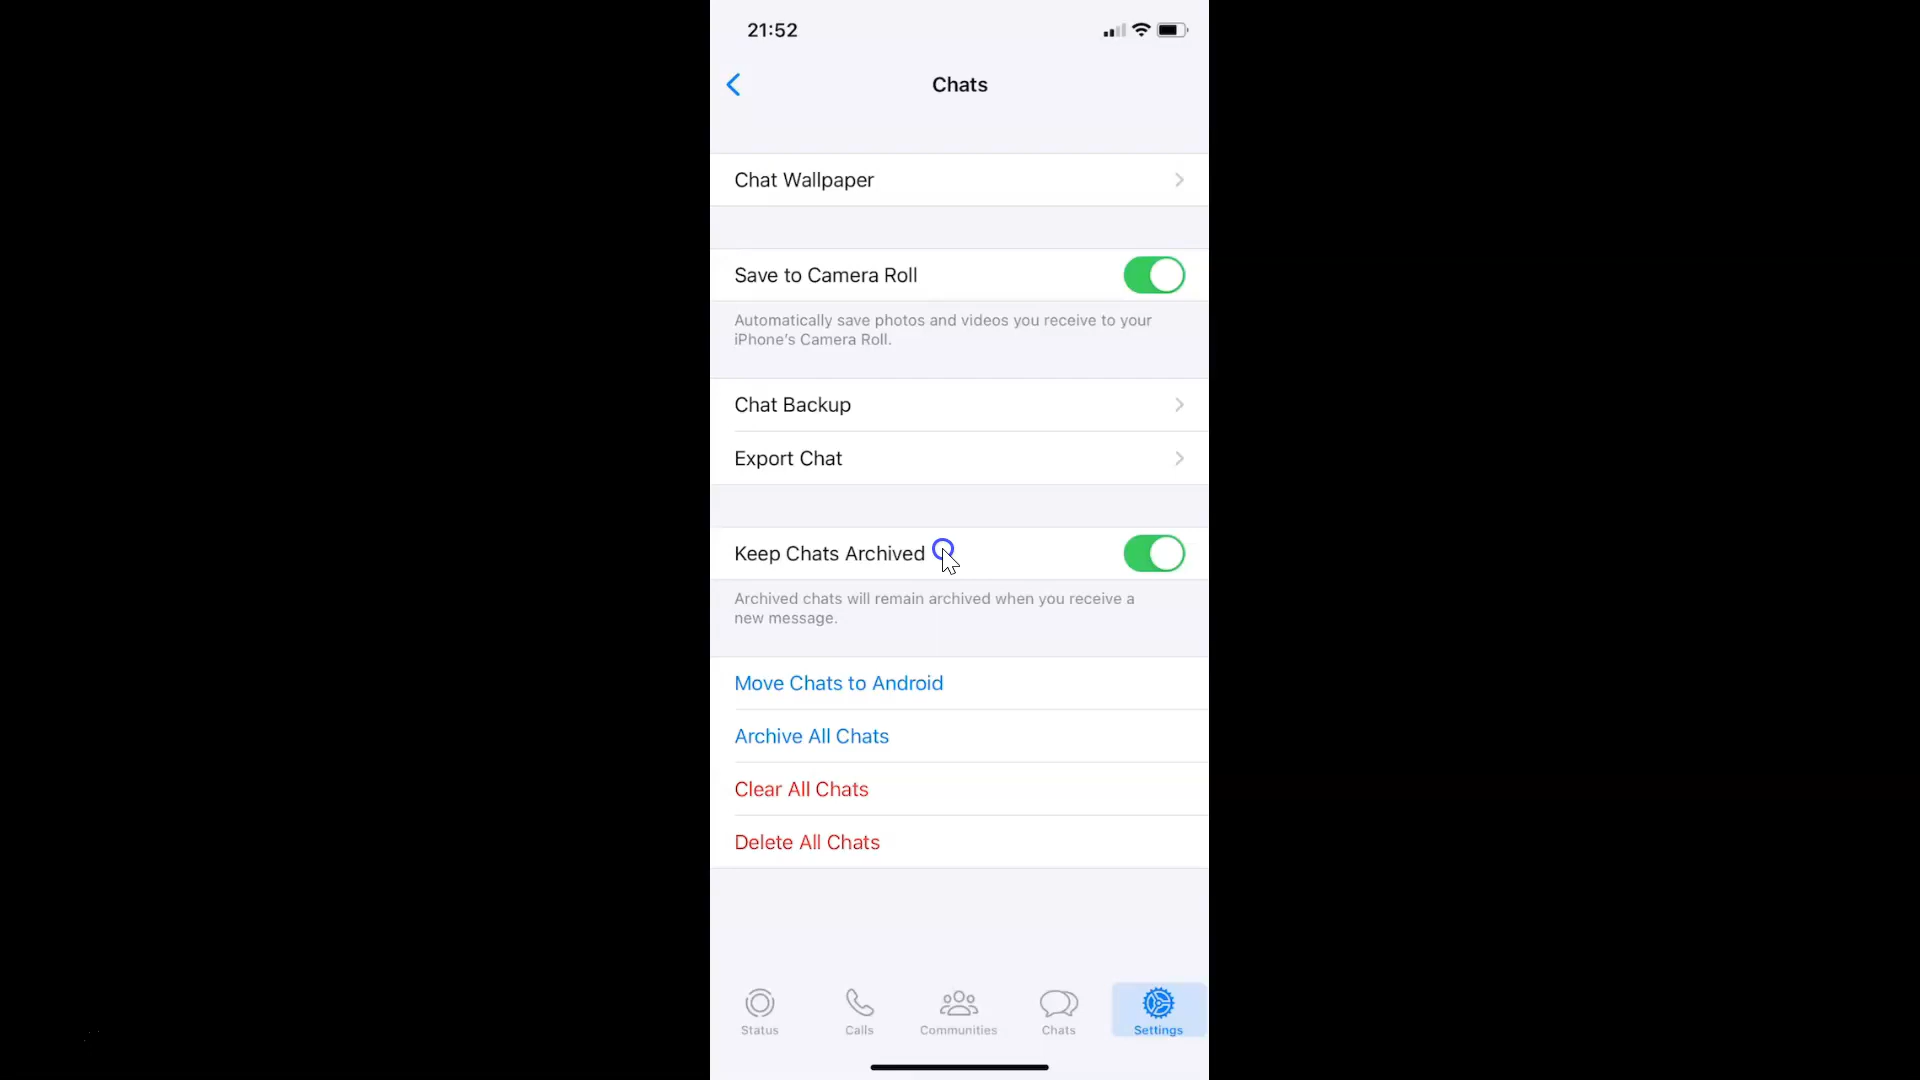 21:52
Chats
Chat Wallpaper
Save to Camera Roll
Automatically save photos and videos you receive to your
iPhone's Camera Roll.
Chat Backup
Export Chat
Keep Chats Archived
Archived chats will remain archived when you receive a
new message.
Move Chats to Android
Archive All Chats
Clear All Chats
Delete All Chats
Status Calls Communities Chats Settings